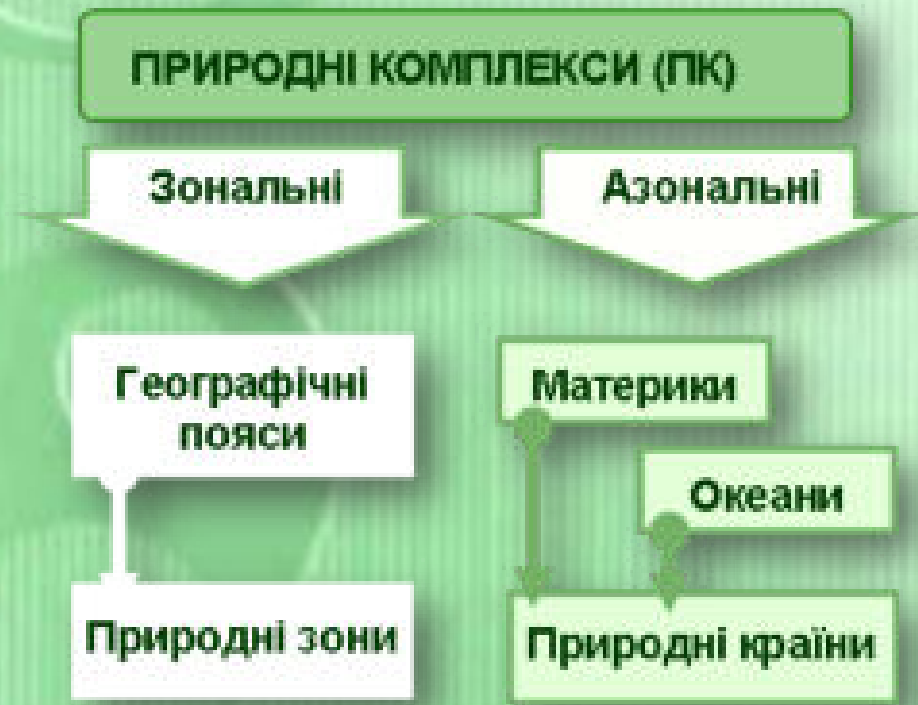 ПРИРОДНІ КОМПЛЕКСИ (ПК)
Зональні
Азональні
Географічні
пояси
Природні зони
Материки
Океани
Природні країни